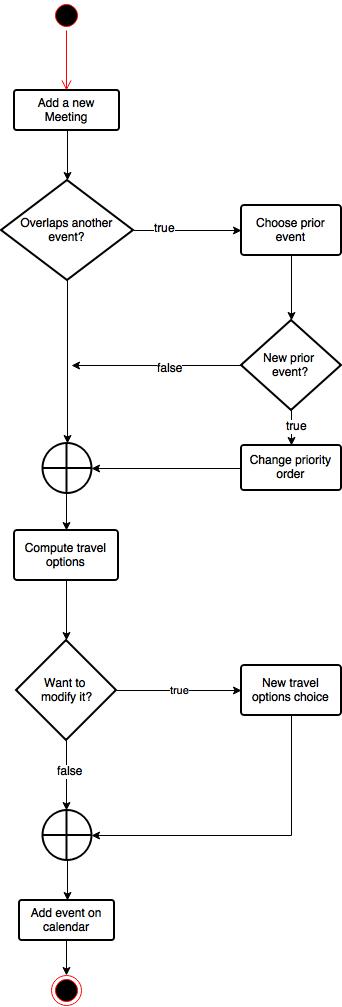 Add a new
Meeting
Overlaps another
event?
true
Choose prior
event
New prior
event?
false
true
Change priority
order
Compute travel
options
Want to
modify it?
true
New travel
options choice
false
Add event on
calendar